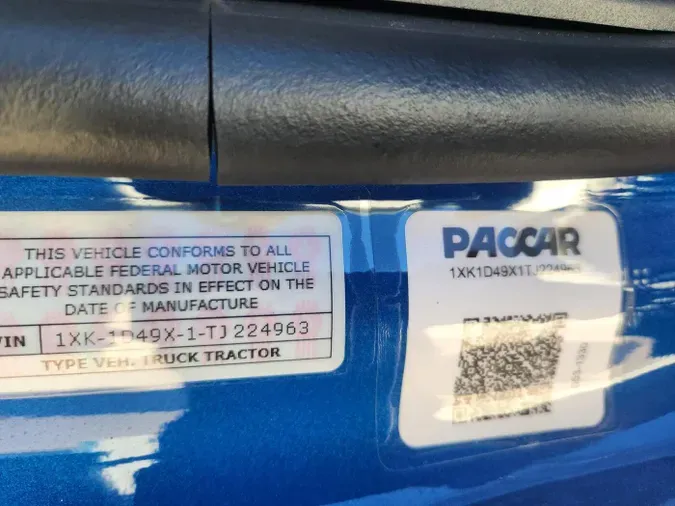 THIS VEHICLE CONFORMS TO ALL
APPLICABLE FEDERAL MOTOR VEHICLE
SAFETY STANDARDS IN EFFECT ON THE
DATE OF MANUFACTURE
VIN 1XK-1D49X-1-TJ224963
TYPE VEH. TRUCK TRACTOR
PACCAR
1XK1D49X1TJ224963